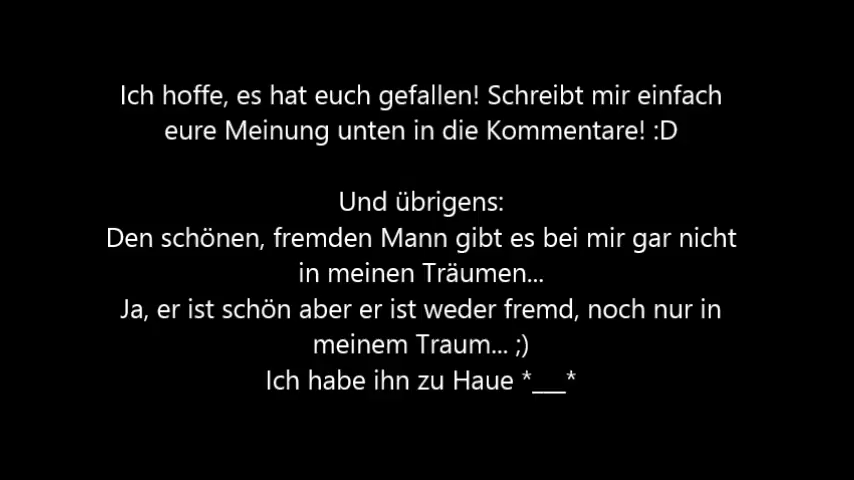 Ich hoffe, es hat euch gefallen! Schreibt mir einfach
eure Meinung unten in die Kommentare! :D
Und übrigens:
Den schönen, fremden Mann gibt es bei mir gar nicht
in meinen Träumen...
Ja, er ist schön aber er ist weder fremd, noch nur in
meinem Traum... ;)
Ich habe ihn zu Haue *___*